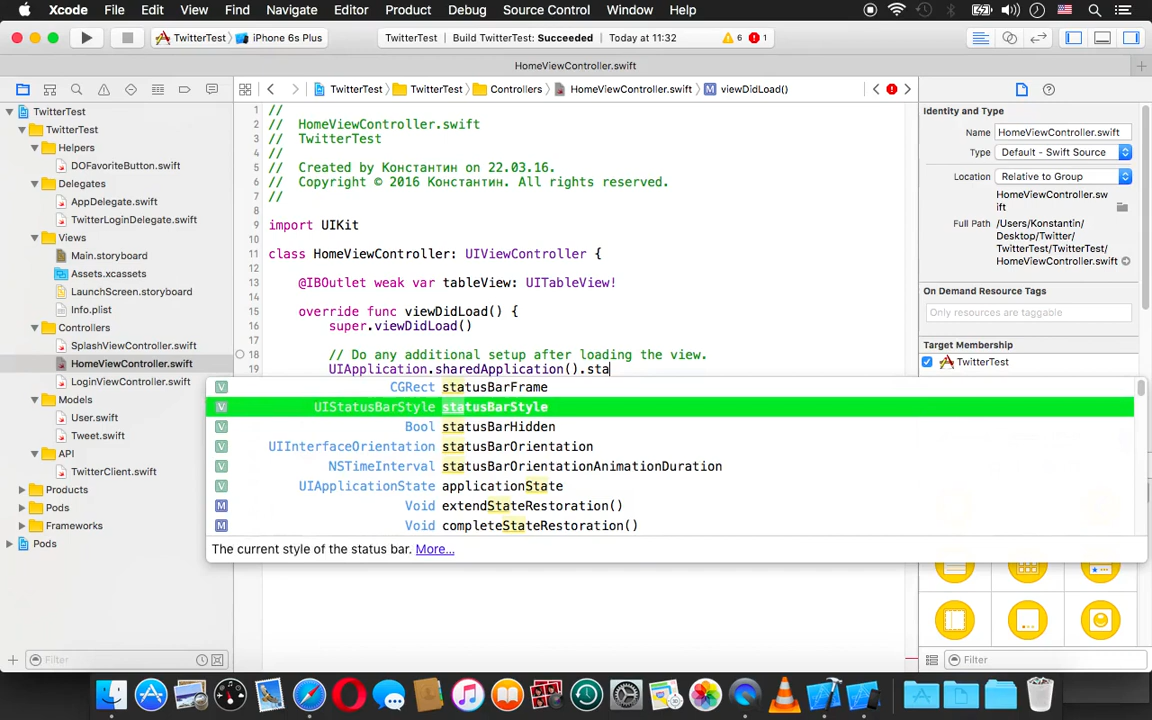 Xcode File Edit View Find Navigate Editor Product Debug Source Control Window Help
TwitterTest iPhone 6s Plus TwitterTest Build TwitterTest: Succeeded Today at 11:32 6 1
HomeViewController.swift
TwitterTest TwitterTest Controllers HomeViewController.swift viewDidLoad()
TwitterTest
TwitterTest
Helpers
DOFavoriteButton.swift
Delegates
AppDelegate.swift
TwitterLoginDelegate.swift
Views
Main.storyboard
Assets.xcassets
LaunchScreen.storyboard
Info.plist
Controllers
SplashViewController.swift
HomeViewController.swift
LoginViewController.swift
Models
User.swift
Tweet.swift
API
TwitterClient.swift
Products
Pods
Frameworks
Pods
Filter
1 //
2 // HomeViewController.swift
3 // TwitterTest
4 //
5 // Created by Константин on 22.03.16.
6 // Copyright © 2016 Константин. All rights reserved.
7 //
8
9 import UIKit
10
11 class HomeViewController: UIViewController {
12
13 @IBOutlet weak var tableView: UITableView!
14
15 override func viewDidLoad() {
16 super.viewDidLoad()
17
18 // Do any additional setup after loading the view.
19 UIApplication.sharedApplication().sta
V CGRect statusBarFrame
V UIStatusBarStyle statusBarStyle
V Bool statusBarHidden
V UIInterfaceOrientation statusBarOrientation
V NSTimeInterval statusBarOrientationAnimationDuration
V UIApplicationState applicationState
M Void extendStateRestoration()
M Void completeStateRestoration()
The current style of the status bar. More...
Identity and Type
Name HomeViewController.swift
Type Default - Swift Source
Location Relative to Group
HomeViewController.sw
ift
Full Path /Users/Konstantin/
Desktop/Twitter/
TwitterTest/TwitterTest/
HomeViewController.swift
On Demand Resource Tags
Only resources are taggable
Target Membership
TwitterTest
Filter